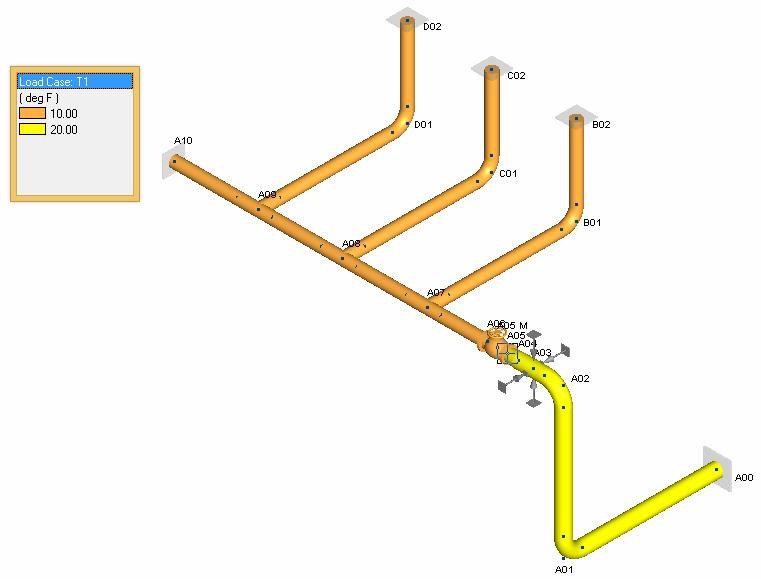 Load Case: T1
( deg F )
10.00
20.00
D02
C02
B02
A10
D01
C01
A09
B01
A08
A07
A06
A05 M
A05
A04
A03
A02
A00
A01